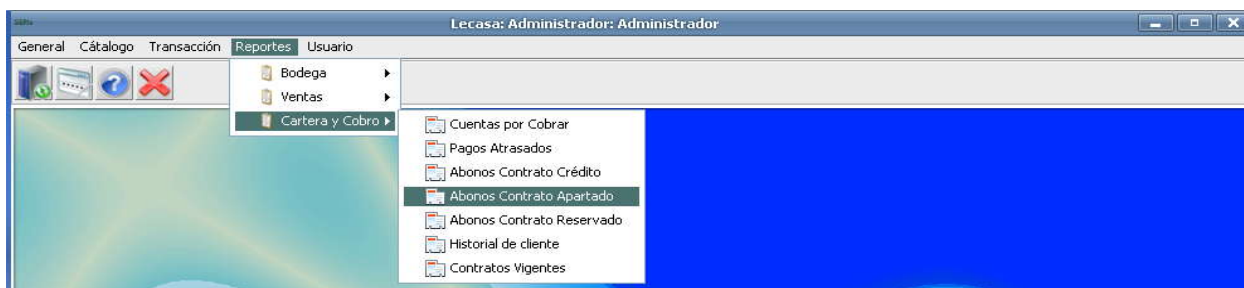 Lecasa: Administrador: Administrador
General Cátalogo Transacción Reportes Usuario
Bodega
Ventas
Cartera y Cobro
Cuentas por Cobrar
Pagos Atrasados
Abonos Contrato Crédito
Abonos Contrato Apartado
Abonos Contrato Reservado
Historial de cliente
Contratos Vigentes